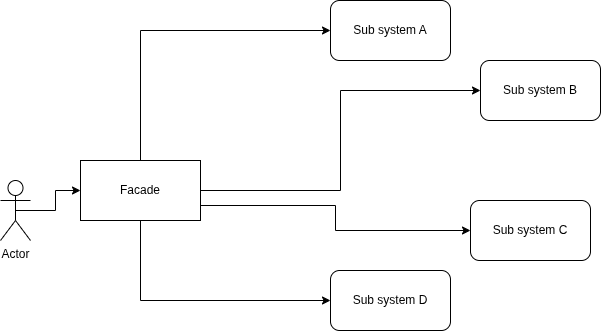 Sub system A
Sub system B
Facade
Sub system C
Actor
Sub system D